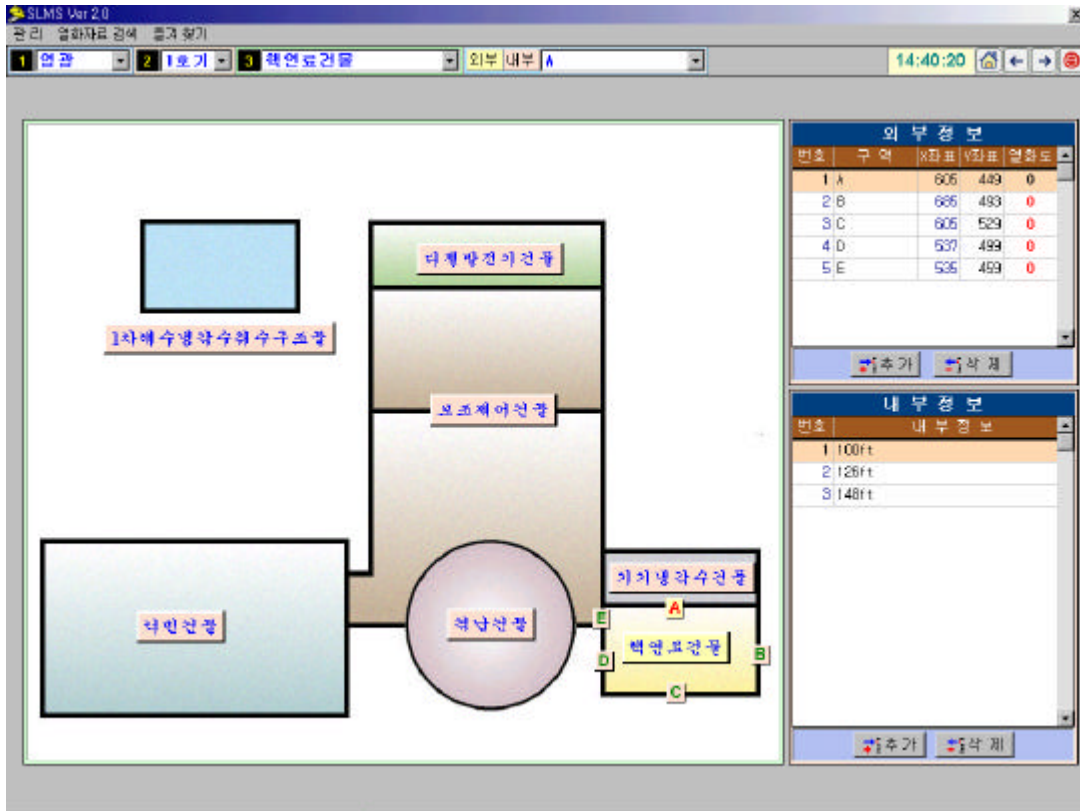 SLMS Ver 2.0
관 리 열화자료 검색 즐겨 찾기
1 영광 2 1호기 3 핵연료건물 외부 내부 A 14:40:20
외 부 정 보
번호 구 역 X좌표 Y좌표 열화도
1 A 605 449 0
2 B 685 493 0
3 C 605 529 0
4 D 537 499 0
5 E 535 459 0
추 가 삭 제
내 부 정 보
번호 내 부 정 보
1 100ft
2 126ft
3 148ft
추 가 삭 제
디젤발전기건물
1차해수냉각수취수구조물
보조제어건물
기기냉각수건물
A
터빈건물
격납건물
E
핵연료건물
B
D
C